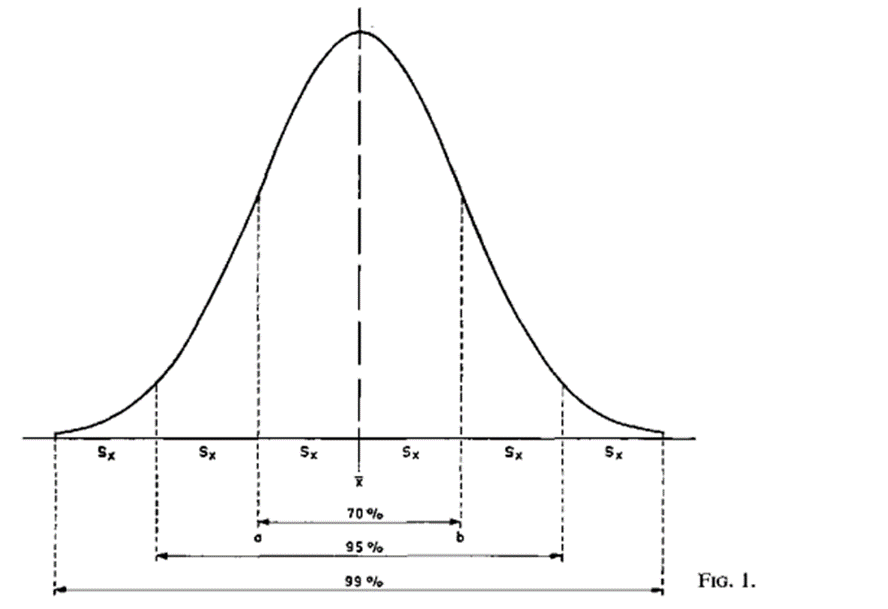 Sx Sx Sx Sx Sx Sx
x̄
70 %
a b
95 %
99 %
FIG. 1.